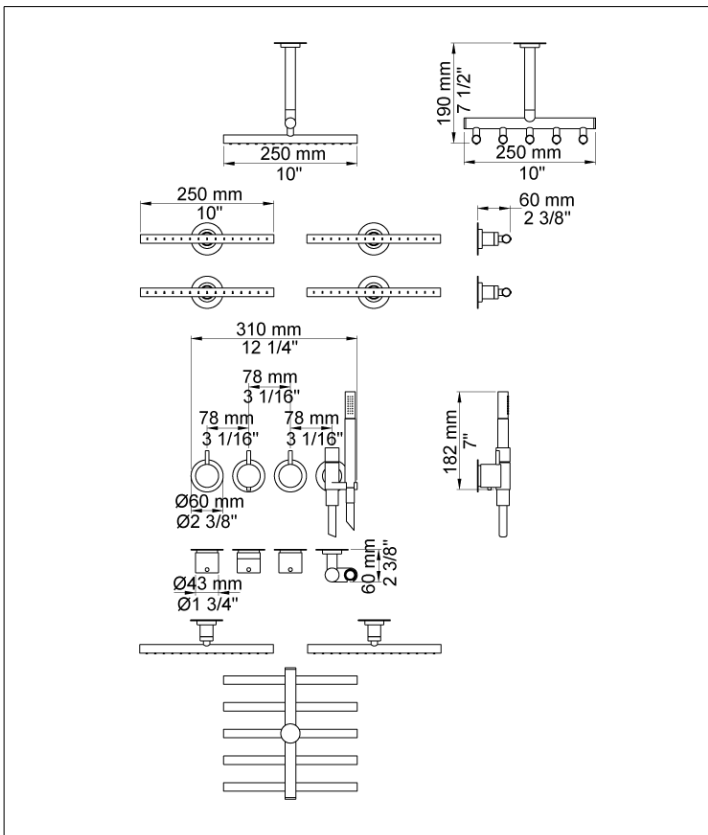 190 mm
7 1/2"
250 mm
10"
250 mm
10"
250 mm
10"
60 mm
2 3/8"
310 mm
12 1/4"
78 mm
3 1/16"
78 mm
3 1/16"
78 mm
3 1/16"
182 mm
7"
Ø60 mm
Ø2 3/8"
60 mm
2 3/8"
Ø43 mm
Ø1 3/4"